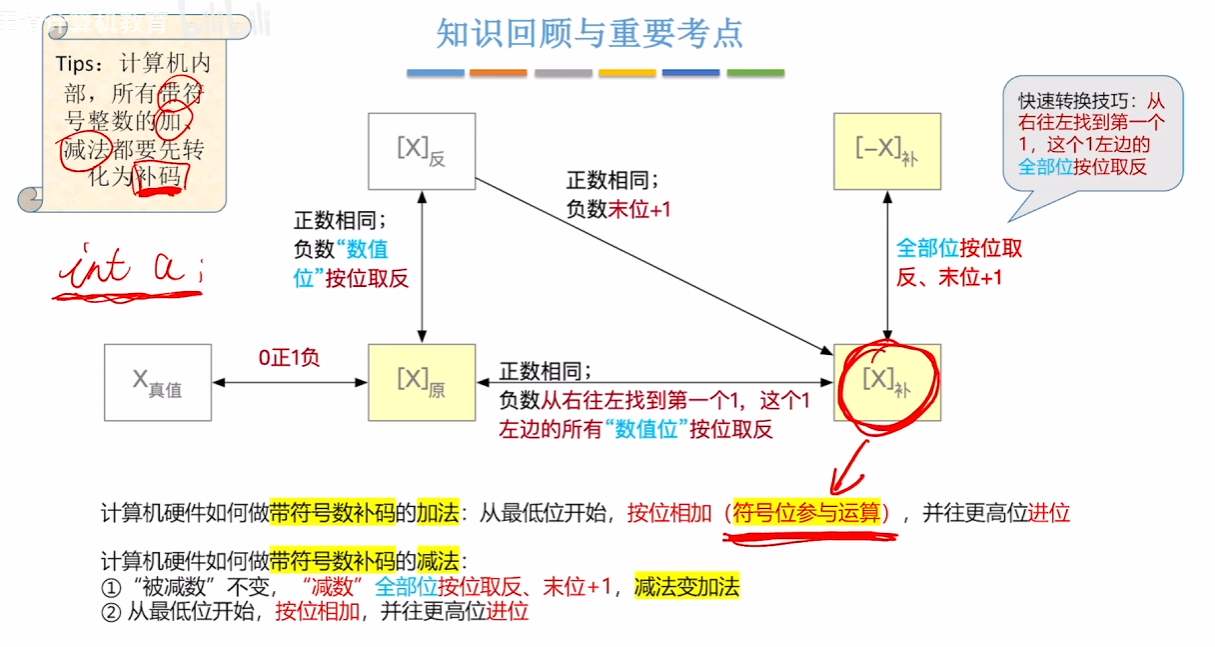 知识回顾与重要考点
Tips：计算机内
部，所有带符
号整数的加、
减法都要先转
化为补码
int a;
[X]反
[-X]补
快速转换技巧：从
右往左找到第一个
1，这个1左边的
全部位按位取反
正数相同；
负数末位+1
正数相同；
负数“数值
位”按位取反
全部位按位取
反、末位+1
X真值
0正1负
[X]原
正数相同；
负数从右往左找到第一个1，这个1
左边的所有“数值位”按位取反
[X]补
计算机硬件如何做带符号数补码的加法：从最低位开始，按位相加（符号位参与运算），并往更高位进位
计算机硬件如何做带符号数补码的减法：
①“被减数”不变，“减数”全部位按位取反、末位+1，减法变加法
② 从最低位开始，按位相加，并往更高位进位